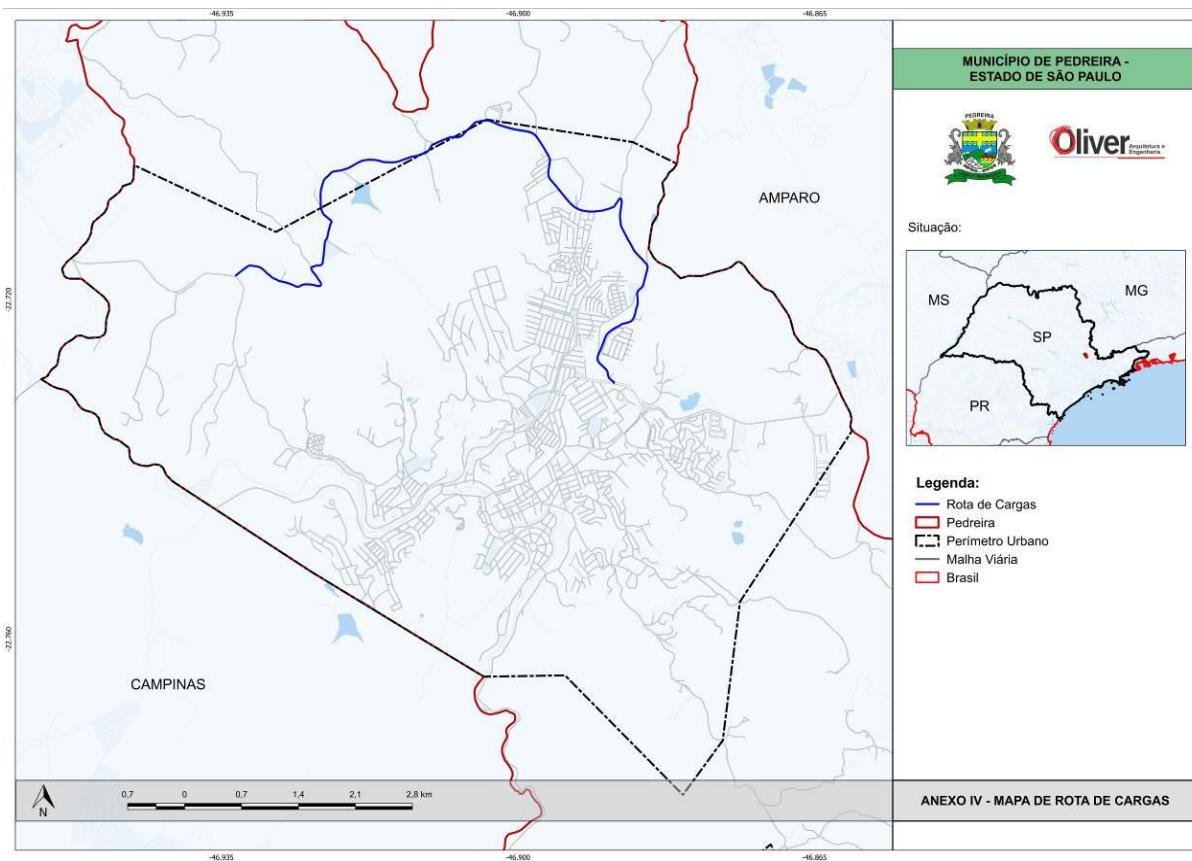 -46.935
-46.900
-46.865
-22.720
-22.760
AMPARO
CAMPINAS
0,7
0
0,7
1,4
2,1
2,8 km
N
-46.935
-46.900
-46.865
MUNICÍPIO DE PEDREIRA -
ESTADO DE SÃO PAULO
PEDREIRA
Oliver Arquitetura e
Engenharia
Situação:
MS
MG
SP
PR
Legenda:
Rota de Cargas
Pedreira
Perímetro Urbano
Malha Viária
Brasil
ANEXO IV - MAPA DE ROTA DE CARGAS